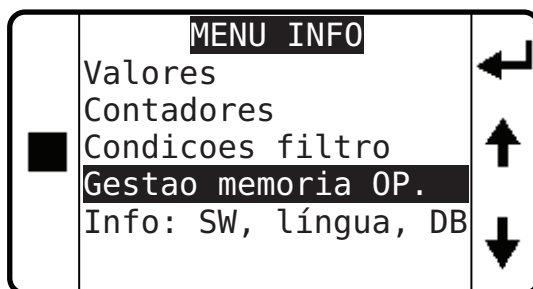 MENU INFO
Valores
Contadores
Condicoes filtro
Gestao memoria OP.
Info: SW, língua, DB